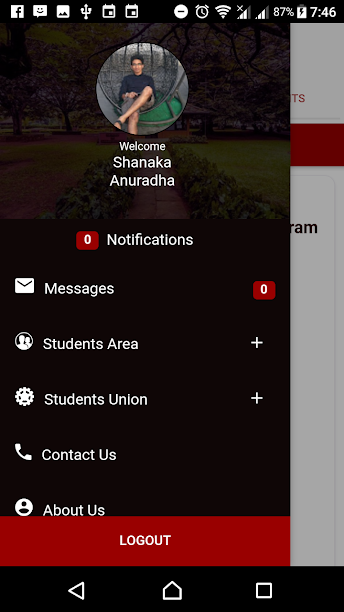 87% 7:46
TS
Welcome
Shanaka
Anuradha
ram
0 Notifications
Messages 0
Students Area +
Students Union +
Contact Us
About Us
LOGOUT